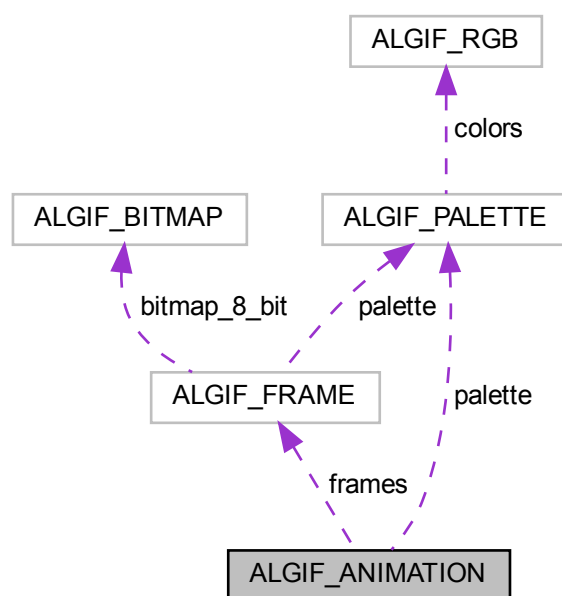 ALGIF_RGB
colors
ALGIF_BITMAP
ALGIF_PALETTE
bitmap_8_bit
palette
ALGIF_FRAME
palette
frames
ALGIF_ANIMATION